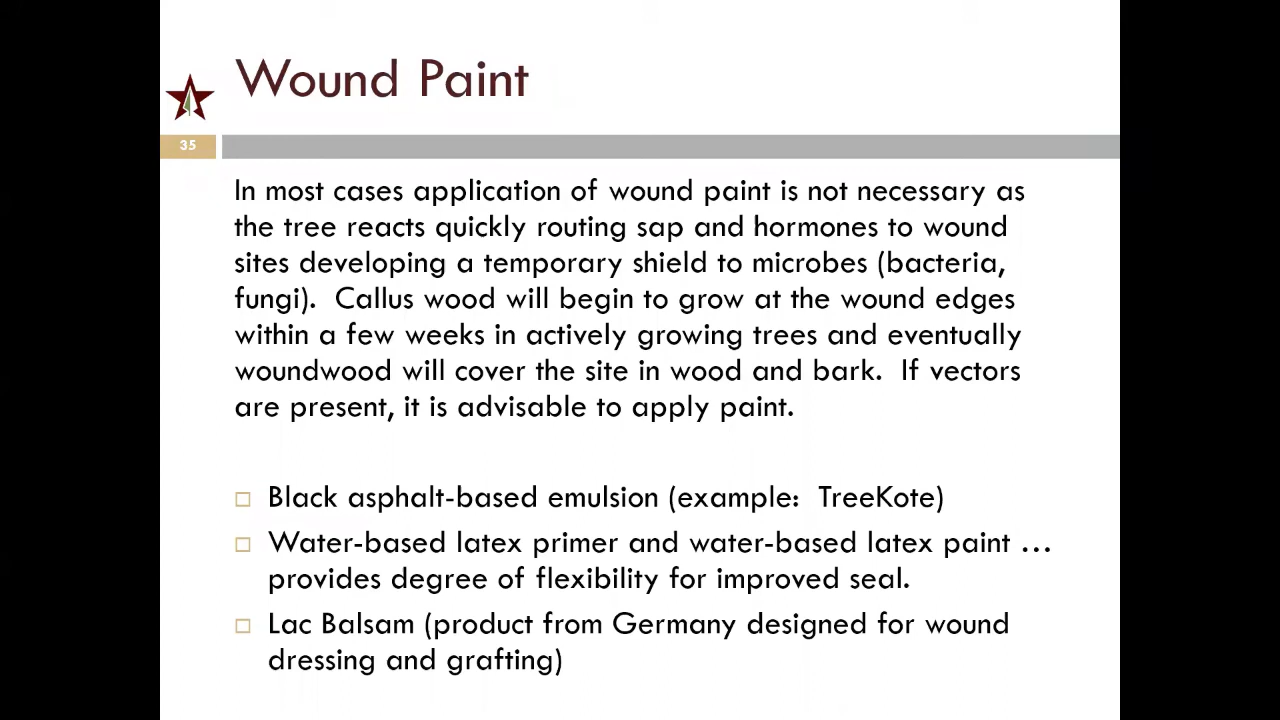 Wound Paint
35
In most cases application of wound paint is not necessary as
the tree reacts quickly routing sap and hormones to wound
sites developing a temporary shield to microbes (bacteria,
fungi).  Callus wood will begin to grow at the wound edges
within a few weeks in actively growing trees and eventually
woundwood will cover the site in wood and bark.  If vectors
are present, it is advisable to apply paint.
Black asphalt-based emulsion (example:  TreeKote)
Water-based latex primer and water-based latex paint …
provides degree of flexibility for improved seal.
Lac Balsam (product from Germany designed for wound
dressing and grafting)